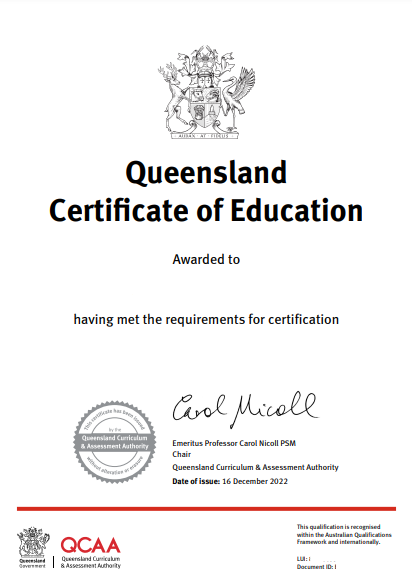 AUDAX · AT · FIDELIS
Queensland
Certificate of Education
Awarded to
having met the requirements for certification
This certificate has been issued
by the
Queensland Curriculum
& Assessment Authority
without alteration or erasure
Carol Nicoll
Emeritus Professor Carol Nicoll PSM
Chair
Queensland Curriculum & Assessment Authority
Date of issue: 16 December 2022
Queensland
Government
QCAA
Queensland Curriculum
& Assessment Authority
This qualification is recognised
within the Australian Qualifications
Framework and internationally.
LUI:
Document ID: